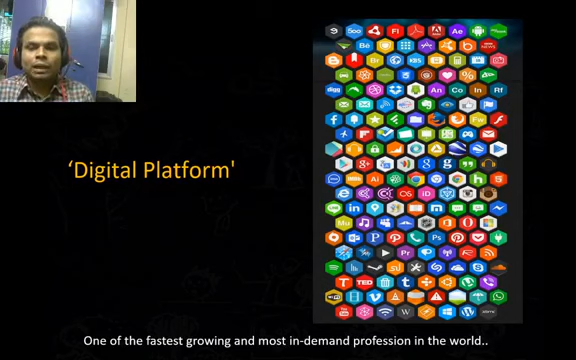 'Digital Platform'
One of the fastest growing and most in-demand profession in the world..